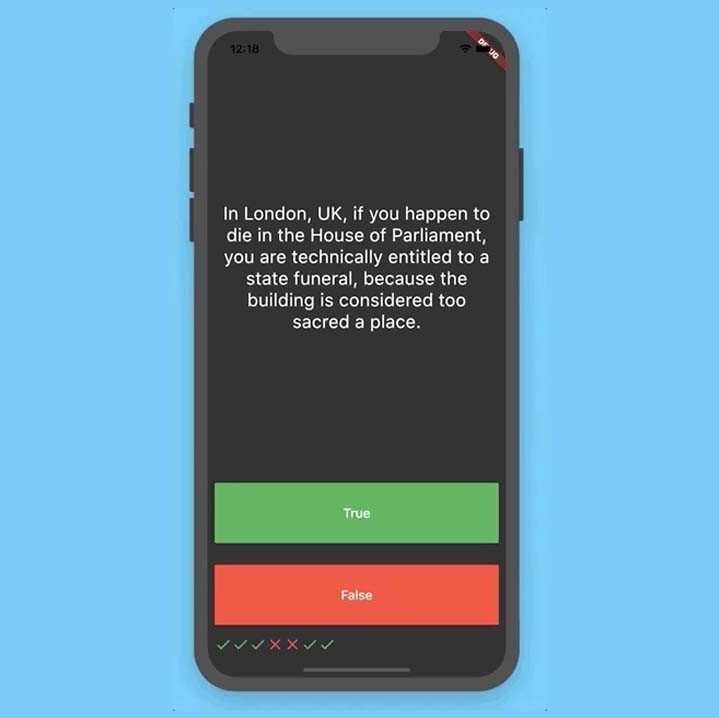 12:18
DEBUG
In London, UK, if you happen to
die in the House of Parliament,
you are technically entitled to a
state funeral, because the
building is considered too
sacred a place.
True
False